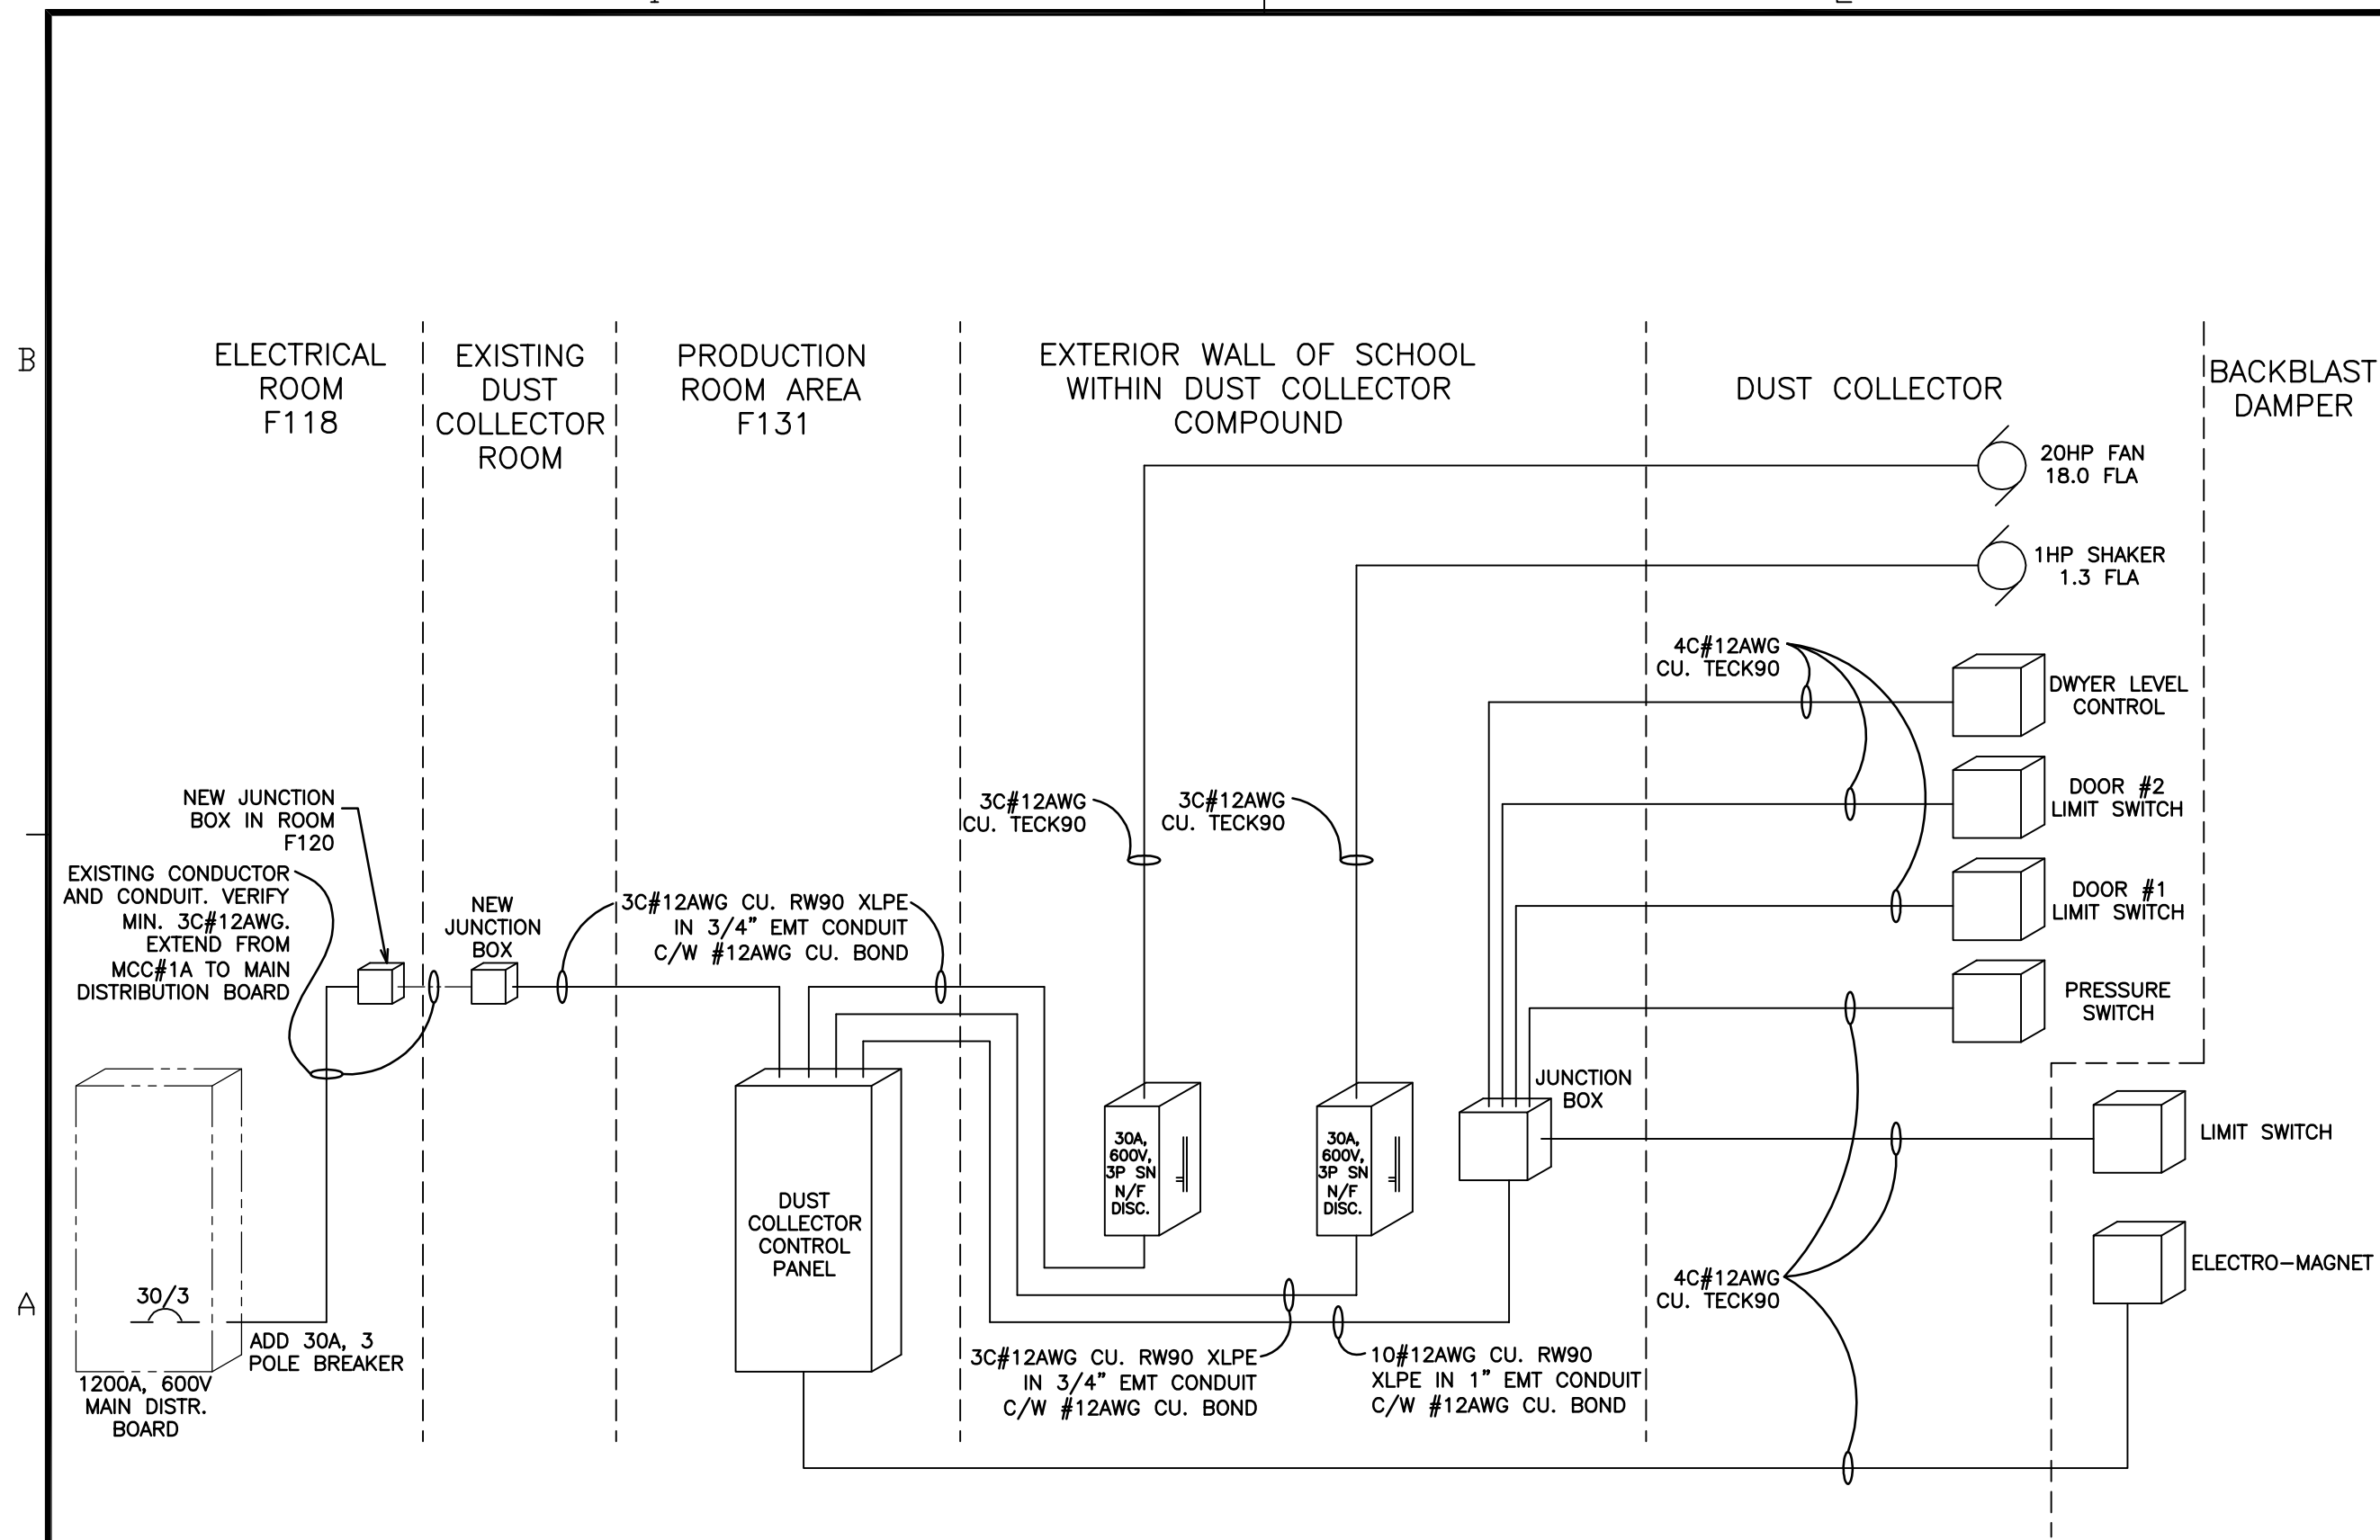 B
A
ELECTRICAL
ROOM
F118
EXISTING
DUST
COLLECTOR
ROOM
PRODUCTION
ROOM AREA
F131
EXTERIOR WALL OF SCHOOL
WITHIN DUST COLLECTOR
COMPOUND
DUST COLLECTOR
BACKBLAST
DAMPER
20HP FAN
18.0 FLA
1HP SHAKER
1.3 FLA
4C#12AWG
CU. TECK90
DWYER LEVEL
CONTROL
DOOR #2
LIMIT SWITCH
DOOR #1
LIMIT SWITCH
PRESSURE
SWITCH
NEW JUNCTION
BOX IN ROOM
F120
EXISTING CONDUCTOR
AND CONDUIT. VERIFY
MIN. 3C#12AWG.
EXTEND FROM
MCC#1A TO MAIN
DISTRIBUTION BOARD
NEW
JUNCTION
BOX
3C#12AWG CU. RW90 XLPE
IN 3/4" EMT CONDUIT
C/W #12AWG CU. BOND
3C#12AWG
CU. TECK90
3C#12AWG
CU. TECK90
JUNCTION
BOX
30A,
600V,
3P SN
N/F
DISC.
30A,
600V,
3P SN
N/F
DISC.
LIMIT SWITCH
ELECTRO-MAGNET
DUST
COLLECTOR
CONTROL
PANEL
4C#12AWG
CU. TECK90
30/3
ADD 30A, 3
POLE BREAKER
1200A, 600V
MAIN DISTR.
BOARD
3C#12AWG CU. RW90 XLPE
IN 3/4" EMT CONDUIT
C/W #12AWG CU. BOND
10#12AWG CU. RW90
XLPE IN 1" EMT CONDUIT
C/W #12AWG CU. BOND